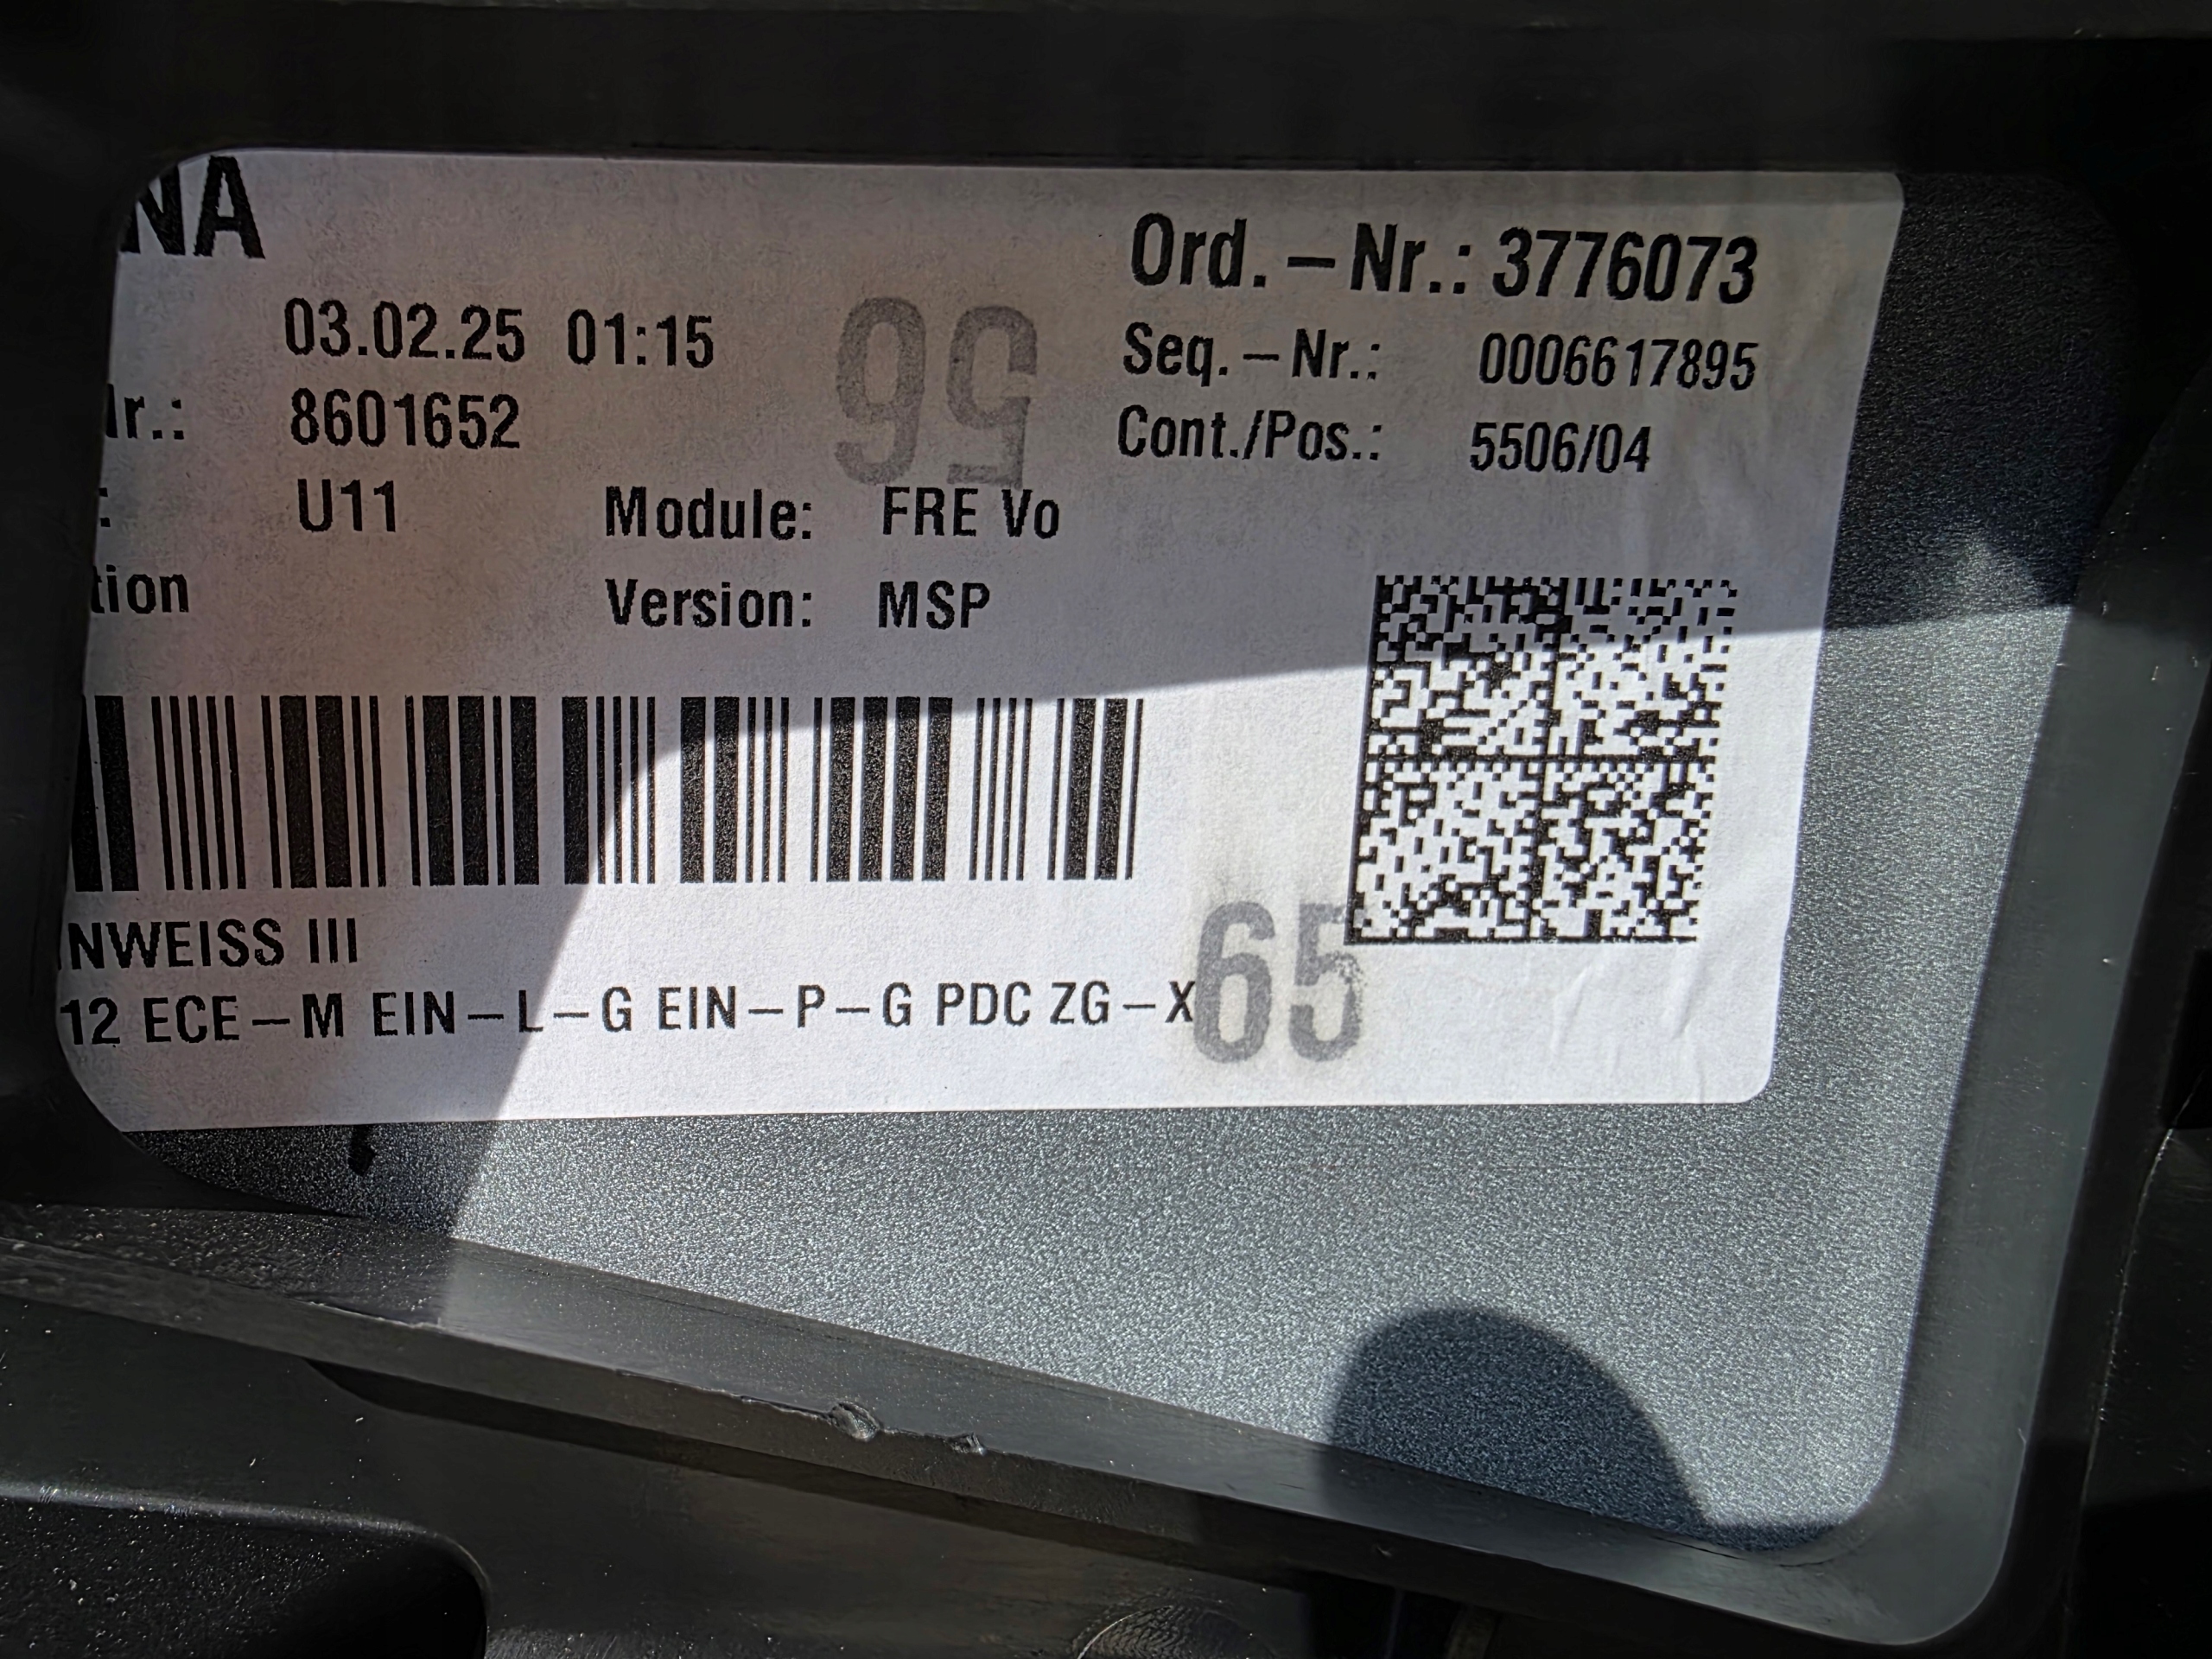 NA
Ord.–Nr.: 3776073
03.02.25 01:15
Seq.–Nr.: 0006617895
Nr.: 8601652
Cont./Pos.: 5506/04
: U11 Module: FRE Vo
tion Version: MSP
56
NWEISS III
12 ECE–M EIN–L–G EIN–P–G PDC ZG–X
65